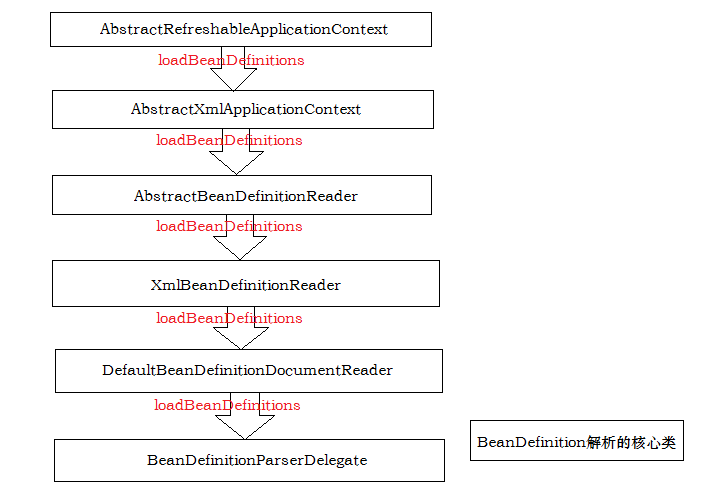 AbstractRefreshableApplicationContext
loadBeanDefinitions
AbstractXmlApplicationContext
loadBeanDefinitions
AbstractBeanDefinitionReader
loadBeanDefinitions
XmlBeanDefinitionReader
loadBeanDefinitions
DefaultBeanDefinitionDocumentReader
loadBeanDefinitions
BeanDefinitionParserDelegate
BeanDefinition解析的核心类